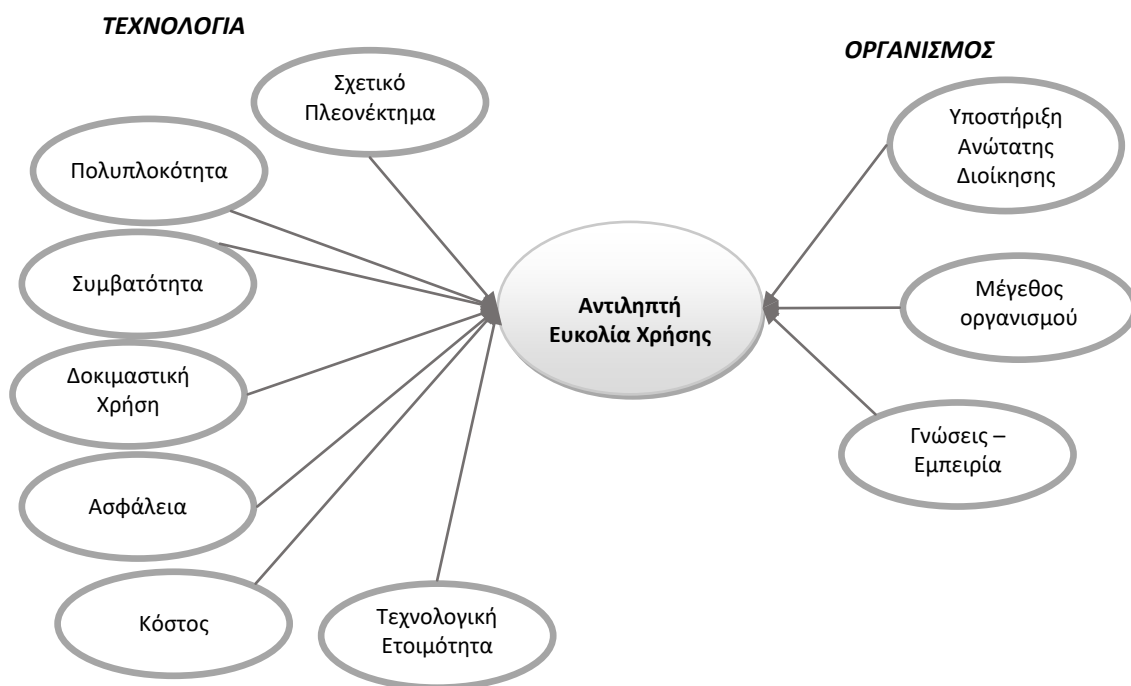 ΤΕΧΝΟΛΟΓΙΑ
Σχετικό
Πλεονέκτημα
Πολυπλοκότητα
Συμβατότητα
Δοκιμαστική
Χρήση
Ασφάλεια
Κόστος
Τεχνολογική
Ετοιμότητα
Αντιληπτή
Ευκολία Χρήσης
ΟΡΓΑΝΙΣΜΟΣ
Υποστήριξη
Ανώτατης
Διοίκησης
Μέγεθος
οργανισμού
Γνώσεις –
Εμπειρία